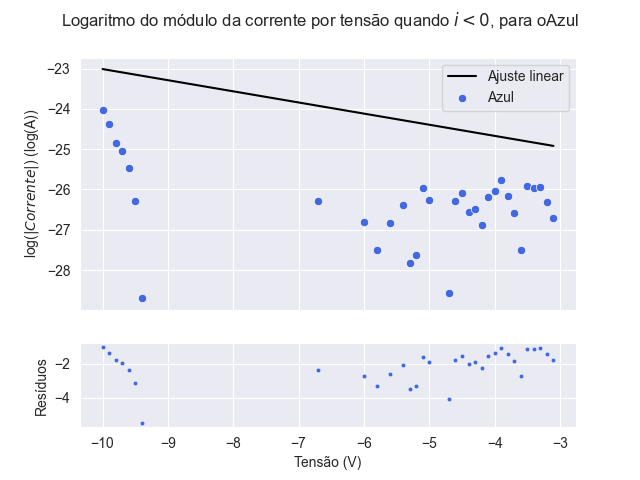 Logaritmo do módulo da corrente por tensão quando i < 0, para oAzul
Ajuste linear
Azul
log(|Corrente|) (log(A))
−23
−24
−25
−26
−27
−28
Resíduos
−2
−4
−10 −9 −8 −7 −6 −5 −4 −3
Tensão (V)